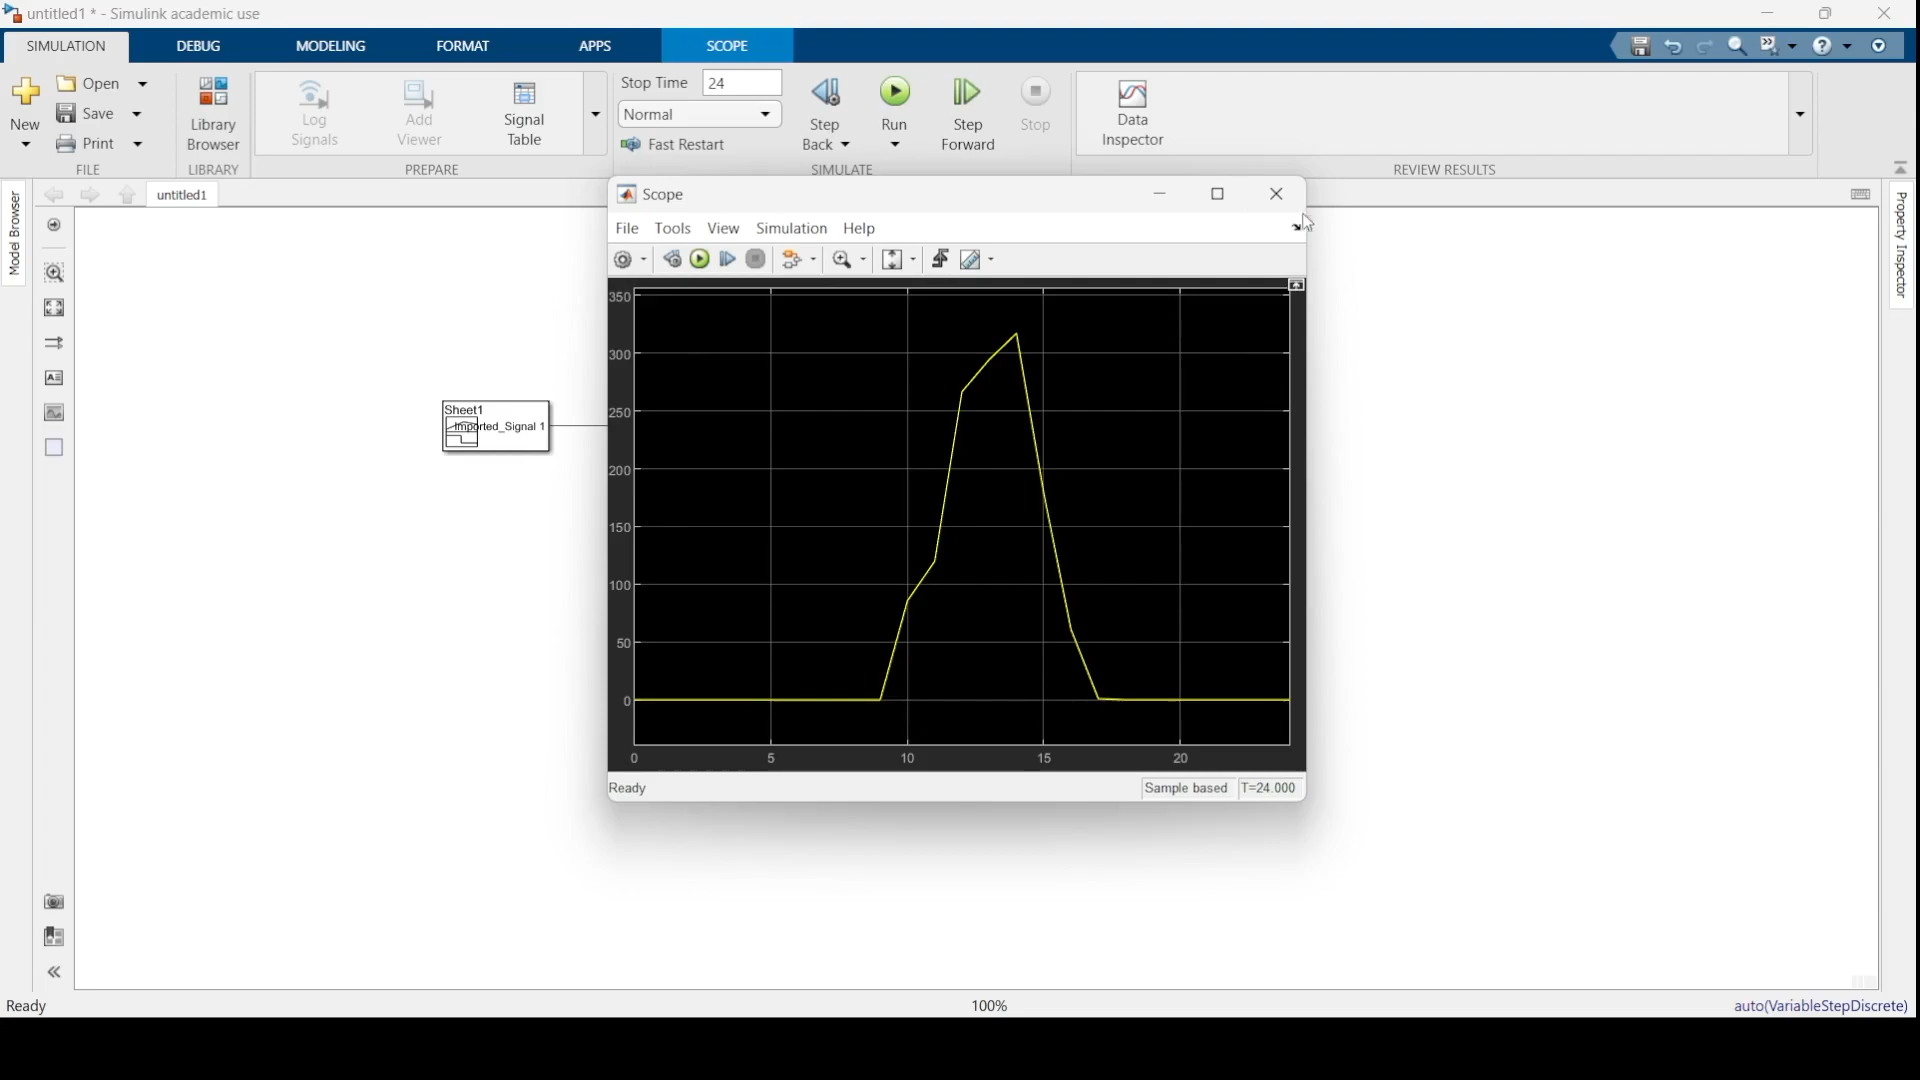 untitled1 * - Simulink academic use
SIMULATION DEBUG MODELING FORMAT APPS SCOPE
New
Open
Save
Print
FILE
Library
Browser
LIBRARY
Log
Signals
Add
Viewer
Signal
Table
PREPARE
Stop Time 24
Normal
Fast Restart
Step
Back
Run
Step
Forward
Stop
SIMULATE
Data
Inspector
REVIEW RESULTS
Model Browser
untitled1
Property Inspector
Sheet1
Imported_Signal 1
Scope
File Tools View Simulation Help
350
300
250
200
150
100
50
0
0 5 10 15 20
Ready Sample based T=24.000
Ready 100% auto(VariableStepDiscrete)